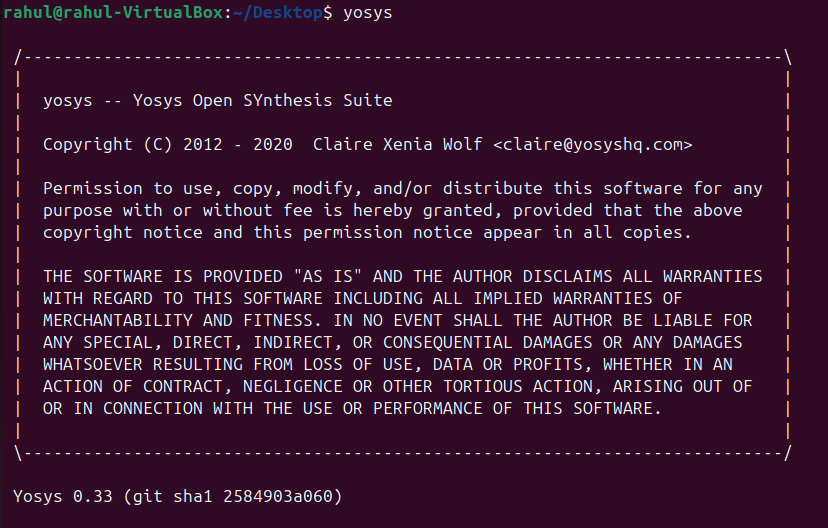 rahul@rahul-VirtualBox:~/Desktop$ yosys
/----------------------------------------------------------------------------\
|                                                                            |
|  yosys -- Yosys Open SYnthesis Suite                                       |
|                                                                            |
|  Copyright (C) 2012 - 2020  Claire Xenia Wolf <claire@yosyshq.com>         |
|                                                                            |
|  Permission to use, copy, modify, and/or distribute this software for any  |
|  purpose with or without fee is hereby granted, provided that the above    |
|  copyright notice and this permission notice appear in all copies.         |
|                                                                            |
|  THE SOFTWARE IS PROVIDED "AS IS" AND THE AUTHOR DISCLAIMS ALL WARRANTIES  |
|  WITH REGARD TO THIS SOFTWARE INCLUDING ALL IMPLIED WARRANTIES OF          |
|  MERCHANTABILITY AND FITNESS. IN NO EVENT SHALL THE AUTHOR BE LIABLE FOR   |
|  ANY SPECIAL, DIRECT, INDIRECT, OR CONSEQUENTIAL DAMAGES OR ANY DAMAGES    |
|  WHATSOEVER RESULTING FROM LOSS OF USE, DATA OR PROFITS, WHETHER IN AN     |
|  ACTION OF CONTRACT, NEGLIGENCE OR OTHER TORTIOUS ACTION, ARISING OUT OF   |
|  OR IN CONNECTION WITH THE USE OR PERFORMANCE OF THIS SOFTWARE.            |
|                                                                            |
\----------------------------------------------------------------------------/
Yosys 0.33 (git sha1 2584903a060)